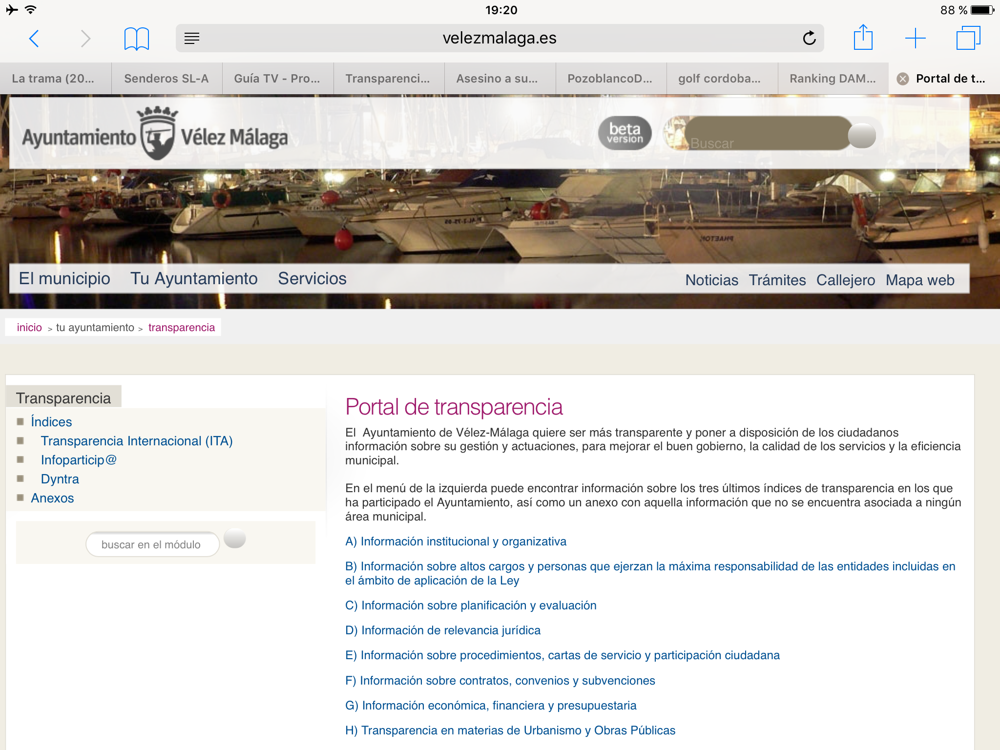 19:20
88 %
velezmalaga.es
La trama (20...
Senderos SL-A
Guía TV - Pro...
Transparenci...
Asesino a su...
PozoblancoD...
golf cordoba...
Ranking DAM...
Portal de t...
Ayuntamiento Vélez Málaga
beta
version
Buscar
PHAETON
El municipio Tu Ayuntamiento Servicios
Noticias Trámites Callejero Mapa web
inicio > tu ayuntamiento > transparencia
Transparencia
Índices
Transparencia Internacional (ITA)
Infoparticip@
Dyntra
Anexos
buscar en el módulo
Portal de transparencia
El Ayuntamiento de Vélez-Málaga quiere ser más transparente y poner a disposición de los ciudadanos
información sobre su gestión y actuaciones, para mejorar el buen gobierno, la calidad de los servicios y la eficiencia
municipal.
En el menú de la izquierda puede encontrar información sobre los tres últimos índices de transparencia en los que
ha participado el Ayuntamiento, así como un anexo con aquella información que no se encuentra asociada a ningún
área municipal.
A) Información institucional y organizativa
B) Información sobre altos cargos y personas que ejerzan la máxima responsabilidad de las entidades incluidas en
el ámbito de aplicación de la Ley
C) Información sobre planificación y evaluación
D) Información de relevancia jurídica
E) Información sobre procedimientos, cartas de servicio y participación ciudadana
F) Información sobre contratos, convenios y subvenciones
G) Información económica, financiera y presupuestaria
H) Transparencia en materias de Urbanismo y Obras Públicas